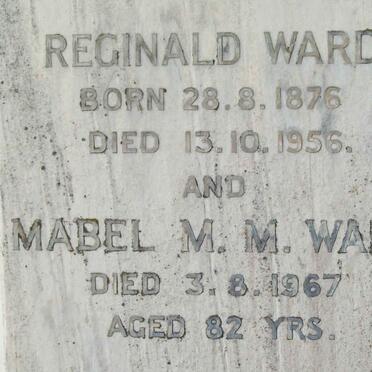 REGINALD WARD
BORN 28.8.1876
DIED 13.10.1956.
AND
MABEL M. M.
DIED 3.8.1967
AGED 82 YRS.